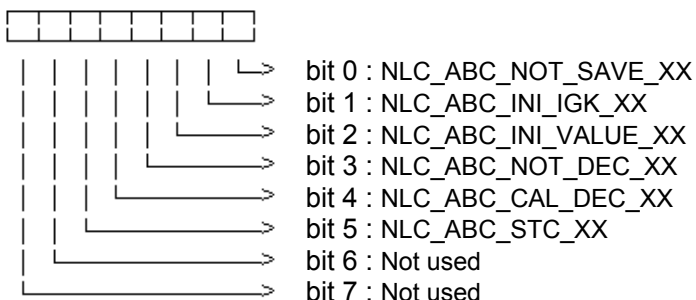 bit 0 : NLC_ABC_NOT_SAVE_XX
bit 1 : NLC_ABC_INI_IGK_XX
bit 2 : NLC_ABC_INI_VALUE_XX
bit 3 : NLC_ABC_NOT_DEC_XX
bit 4 : NLC_ABC_CAL_DEC_XX
bit 5 : NLC_ABC_STC_XX
bit 6 : Not used
bit 7 : Not used